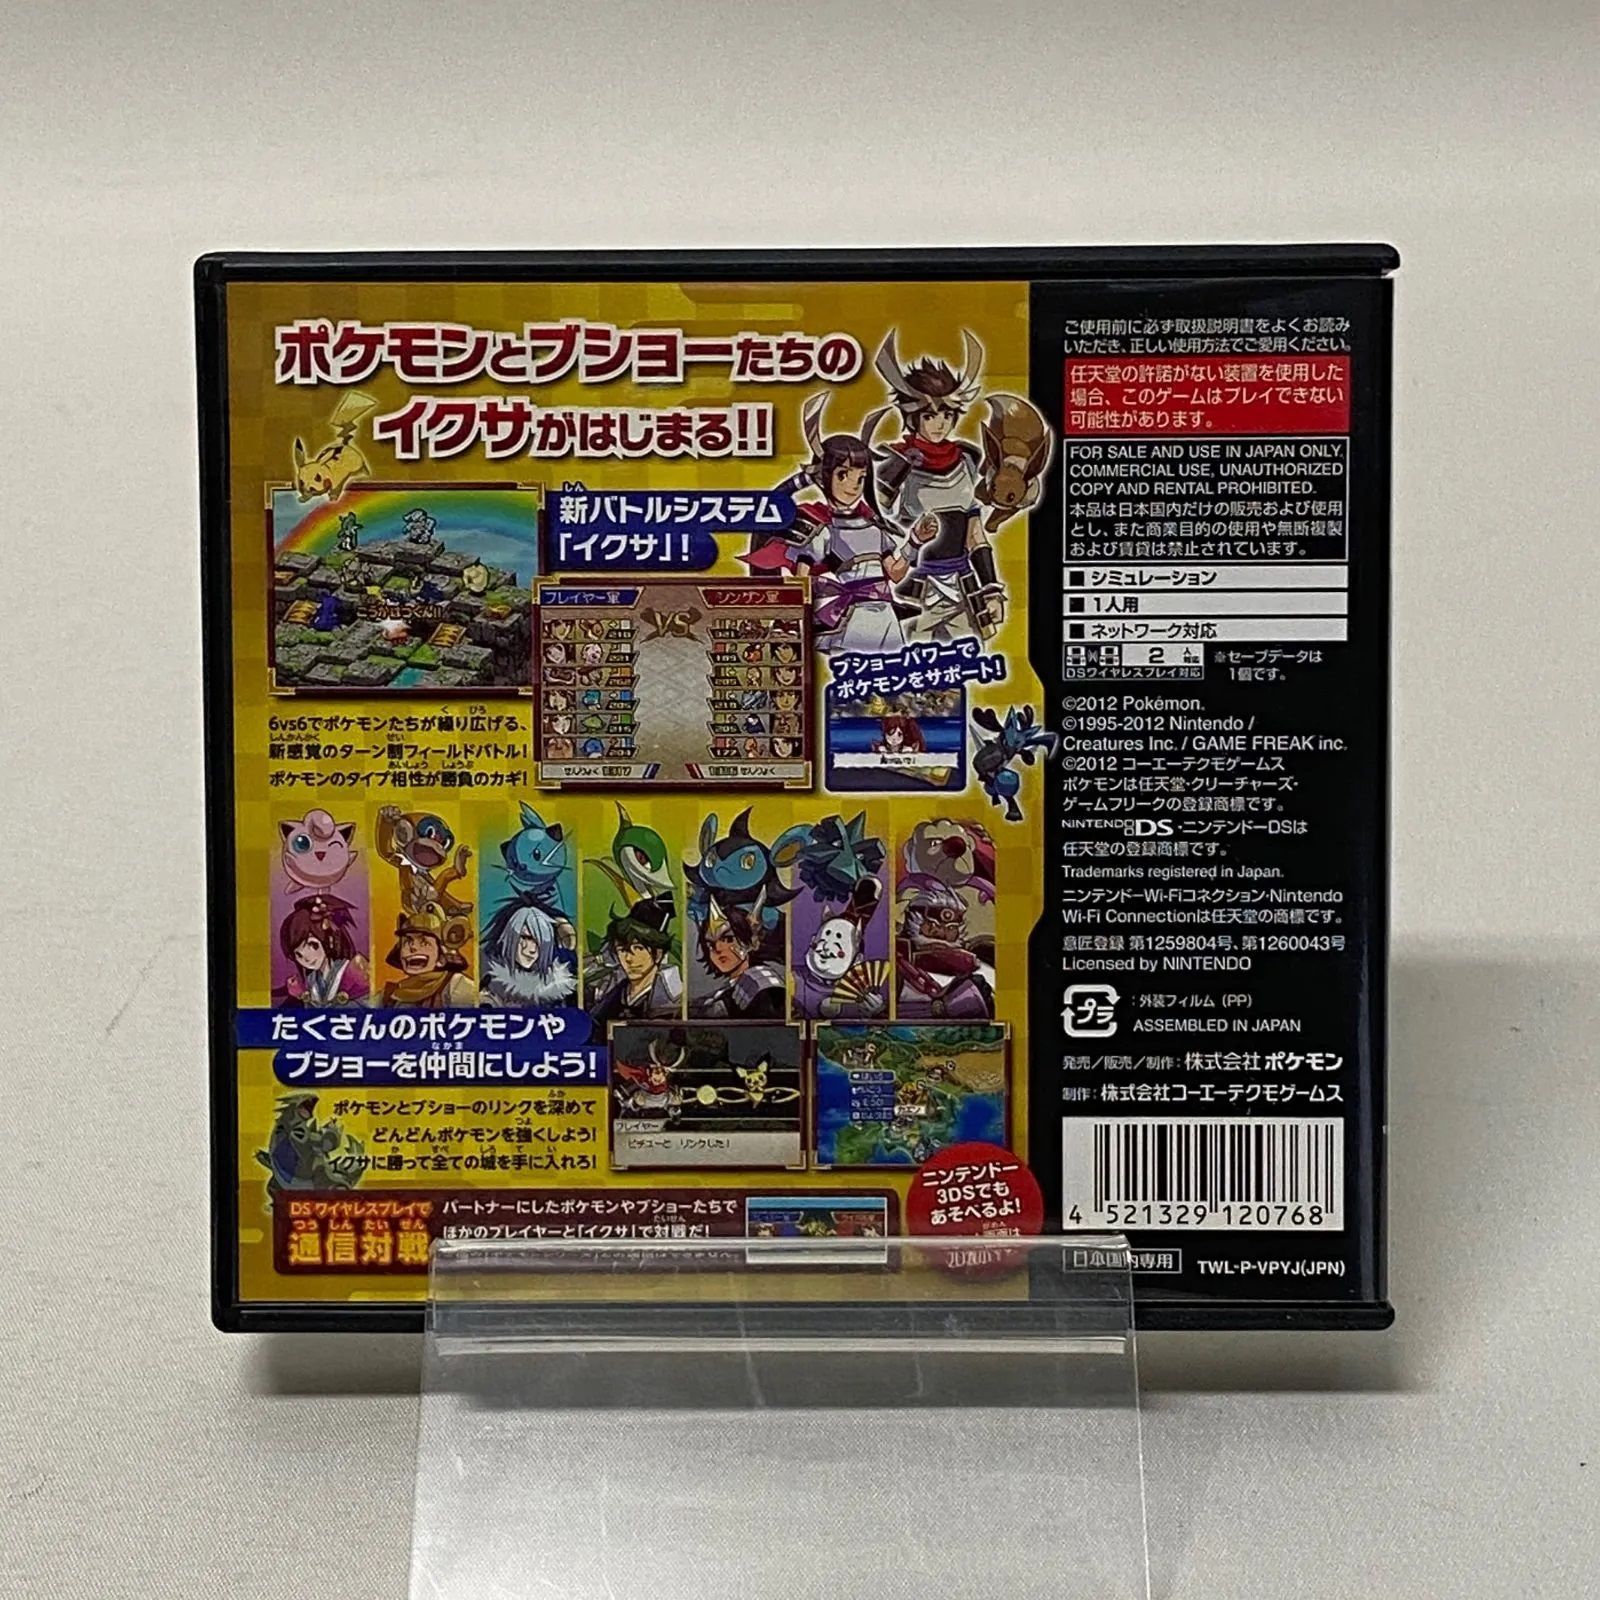 ポケモンとブショーたちの
イクサがはじまる!!
新バトルシステム
「イクサ」!
プレイヤー軍
VS
シンゲン軍
ブショーパワーで
ポケモンをサポート!
6vs6でポケモンたちが繰り広げる、
新感覚のターン制フィールドバトル!
ポケモンのタイプ相性が勝負のカギ!
たくさんのポケモンや
ブショーを仲間にしよう!
ポケモンとブショーのリンクを深めて
どんどんポケモンを強くしよう!
イクサに勝って全ての城を手に入れろ!
プレイヤー
ピチューと リンクした!
DSワイヤレスプレイで
通信対戦
パートナーにしたポケモンやブショーたちで
ほかのプレイヤーと「イクサ」で対戦だ!
ニンテンドー
3DSでも
あそべるよ!
ご使用前に必ず取扱説明書をよくお読み
いただき、正しい使用方法でご愛用ください。
任天堂の許諾がない装置を使用した
場合、このゲームはプレイできない
可能性があります。
FOR SALE AND USE IN JAPAN ONLY.
COMMERCIAL USE, UNAUTHORIZED
COPY AND RENTAL PROHIBITED.
本品は日本国内だけの販売および使用
とし、また商業目的の使用や無断複製
および賃貸は禁止されています。
■ シミュレーション
■ 1人用
■ ネットワーク対応
2人対応
DSワイヤレスプレイ対応
※セーブデータは
1個です。
©2012 Pokémon.
©1995-2012 Nintendo /
Creatures Inc. / GAME FREAK inc.
©2012 コーエーテクモゲームス
ポケモンは任天堂・クリーチャーズ・
ゲームフリークの登録商標です。
NINTENDO DS・ニンテンドーDSは
任天堂の登録商標です。
Trademarks registered in Japan.
ニンテンドーWi-Fiコネクション・Nintendo
Wi-Fi Connectionは任天堂の商標です。
意匠登録 第1259804号、第1260043号
Licensed by NINTENDO
プラ
:外装フィルム (PP)
ASSEMBLED IN JAPAN
発売/販売/制作:株式会社ポケモン
制作:株式会社コーエーテクモゲームス
4 521329 120768
日本国内専用
TWL-P-VPYJ(JPN)